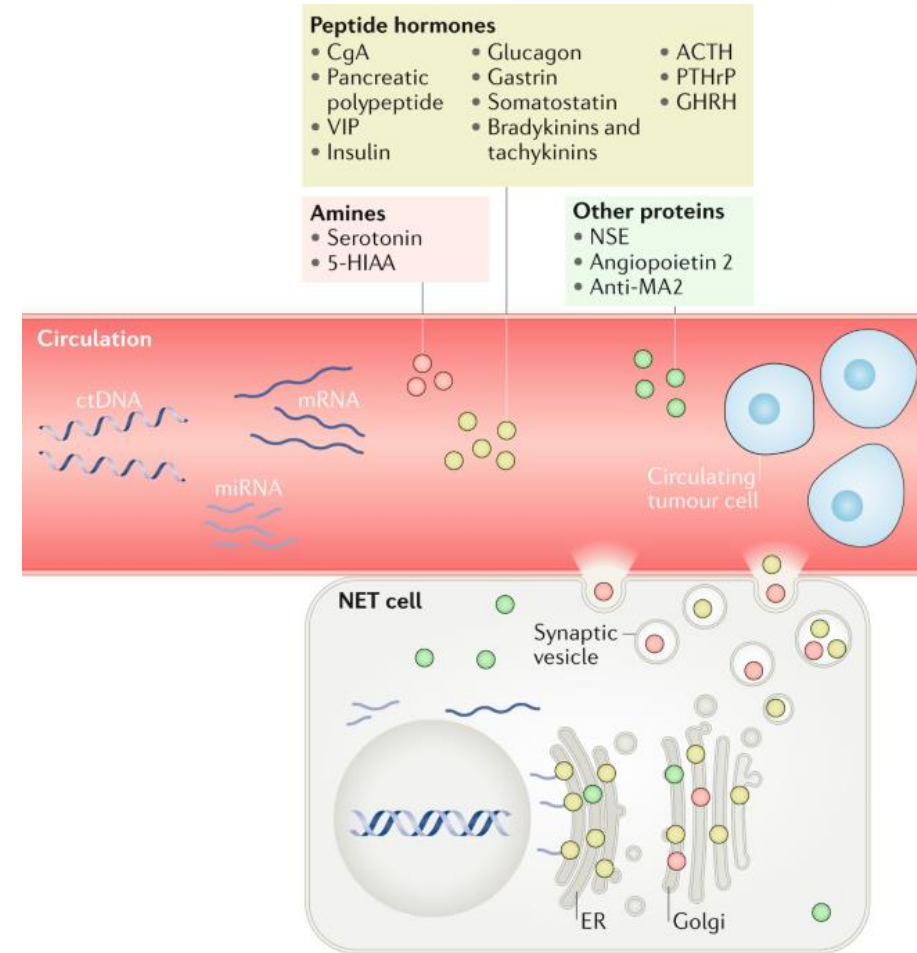 Peptide hormones
• CgA
• Pancreatic
polypeptide
• VIP
• Insulin
• Glucagon
• Gastrin
• Somatostatin
• Bradykinins and
tachykinins
• ACTH
• PTHrP
• GHRH
Amines
• Serotonin
• 5-HIAA
Other proteins
• NSE
• Angiopoietin 2
• Anti-MA2
Circulation
ctDNA
mRNA
miRNA
Circulating
tumour cell
NET cell
Synaptic
vesicle
ER
Golgi